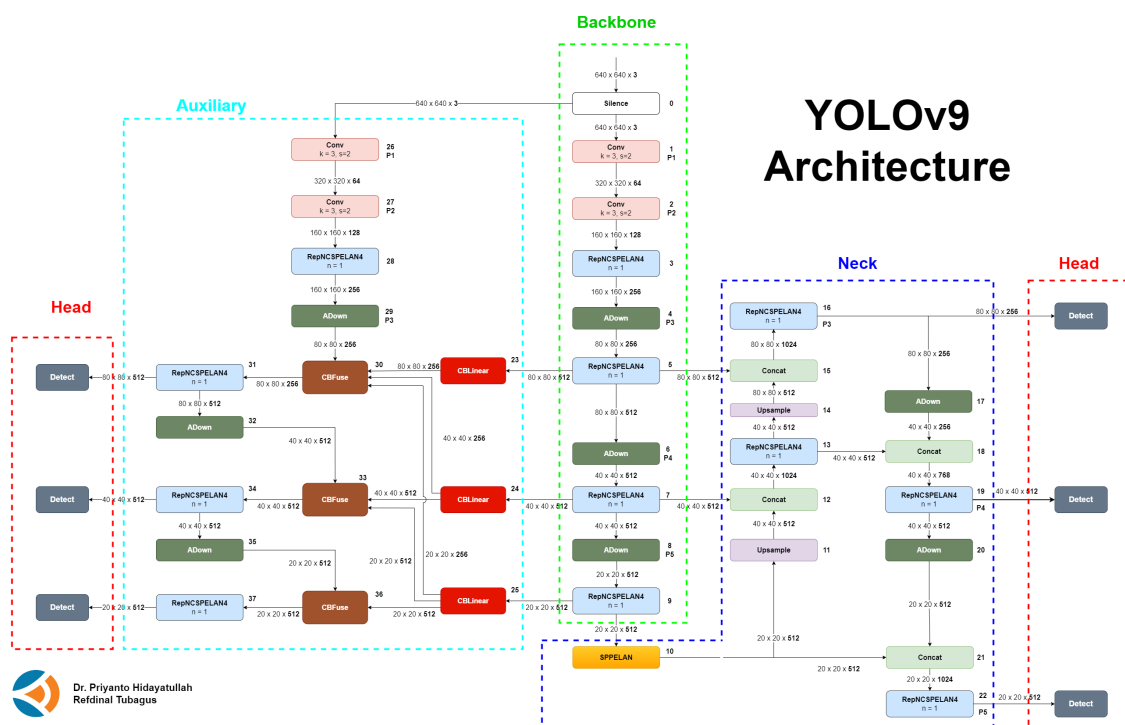 Backbone
640 x 640 x 3
Auxiliary
640 x 640 x 3
Silence
0
640 x 640 x 3
YOLOv9
Architecture
Conv
k = 3, s=2
26
P1
Conv
k = 3, s=2
1
P1
320 x 320 x 64
320 x 320 x 64
Conv
k = 3, s=2
27
P2
Conv
k = 3, s=2
2
P2
160 x 160 x 128
160 x 160 x 128
RepNCSPELAN4
n = 1
28
RepNCSPELAN4
n = 1
3
Neck
Head
160 x 160 x 256
160 x 160 x 256
Head
ADown
29
P3
ADown
4
P3
RepNCSPELAN4
n = 1
16
P3
80 x 80 x 256
Detect
80 x 80 x 256
80 x 80 x 256
80 x 80 x 1024
80 x 80 x 256
Detect
80 x 80 x 512
RepNCSPELAN4
n = 1
31
80 x 80 x 256
CBFuse
30
80 x 80 x 256
CBLinear
23
80 x 80 x 512
RepNCSPELAN4
n = 1
5
80 x 80 x 512
Concat
15
80 x 80 x 512
80 x 80 x 512
80 x 80 x 512
ADown
17
Upsample
14
ADown
32
40 x 40 x 512
40 x 40 x 256
40 x 40 x 512
40 x 40 x 256
ADown
6
P4
RepNCSPELAN4
n = 1
13
40 x 40 x 512
Concat
18
40 x 40 x 512
40 x 40 x 1024
40 x 40 x 768
Detect
40 x 40 x 512
RepNCSPELAN4
n = 1
34
40 x 40 x 512
CBFuse
33
40 x 40 x 512
CBLinear
24
40 x 40 x 512
RepNCSPELAN4
n = 1
7
40 x 40 x 512
Concat
12
RepNCSPELAN4
n = 1
19
P4
40 x 40 x 512
Detect
40 x 40 x 512
40 x 40 x 512
40 x 40 x 512
40 x 40 x 512
ADown
35
20 x 20 x 512
20 x 20 x 512
20 x 20 x 256
ADown
8
P5
Upsample
11
ADown
20
20 x 20 x 512
Detect
20 x 20 x 512
RepNCSPELAN4
n = 1
37
20 x 20 x 512
CBFuse
36
20 x 20 x 512
CBLinear
25
20 x 20 x 512
RepNCSPELAN4
n = 1
9
20 x 20 x 512
20 x 20 x 512
20 x 20 x 512
SPPELAN
10
20 x 20 x 512
Concat
21
20 x 20 x 1024
RepNCSPELAN4
n = 1
22
P5
20 x 20 x 512
Detect
Dr. Priyanto Hidayatullah
Refdinal Tubagus